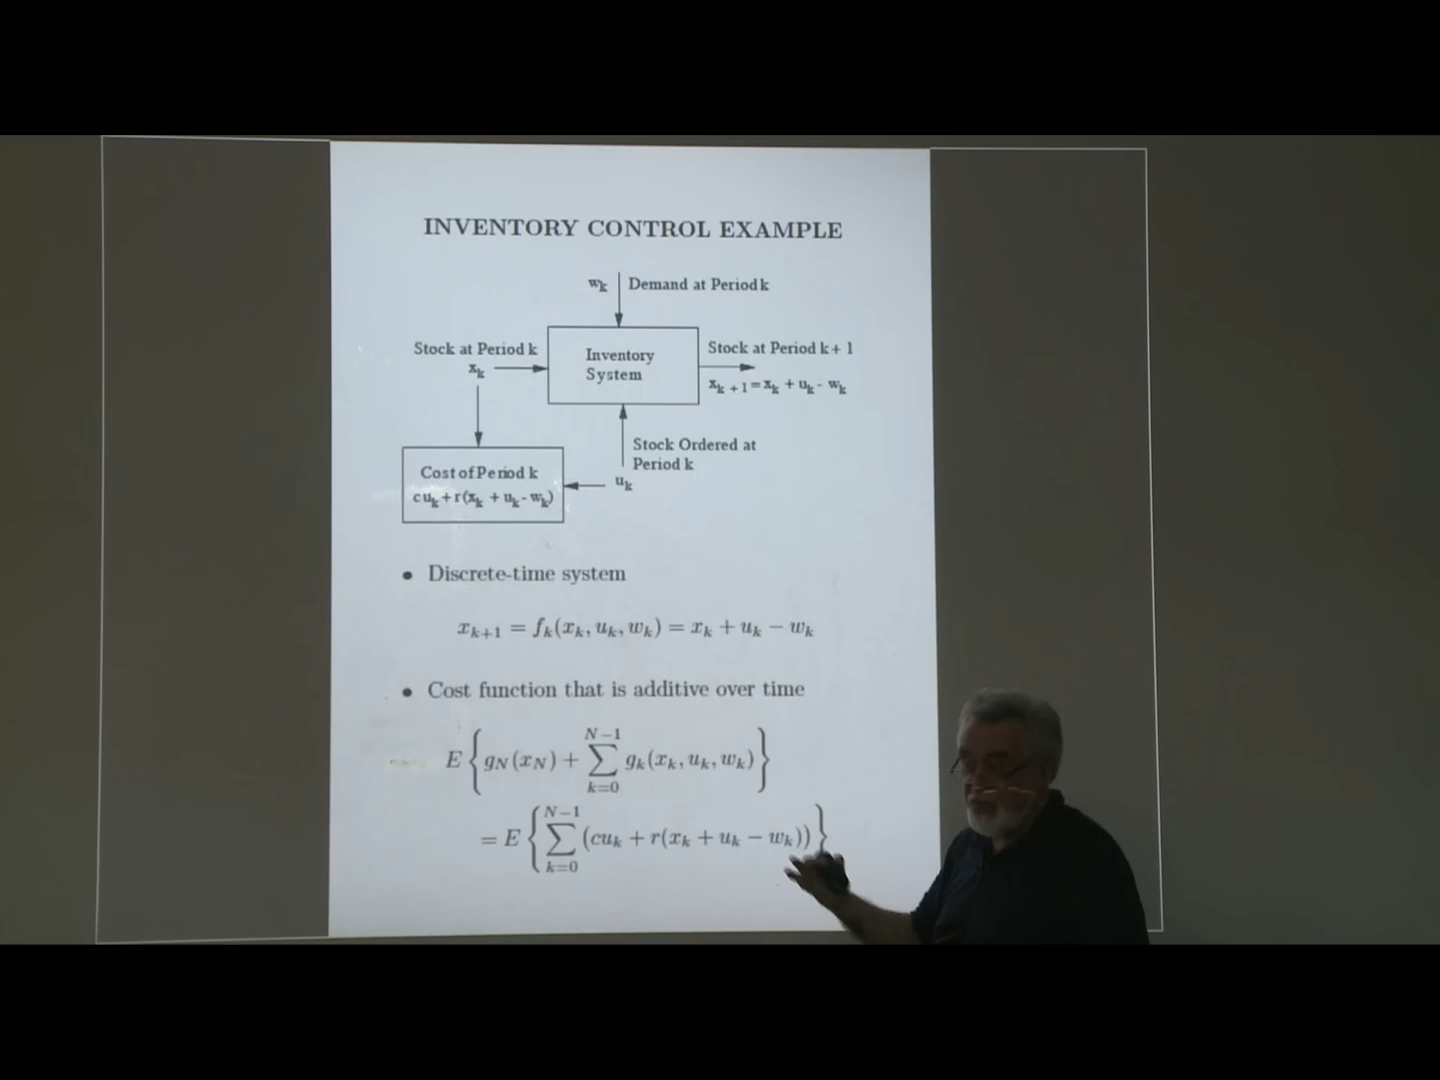 INVENTORY CONTROL EXAMPLE
w_k Demand at Period k
Stock at Period k
x_k
Inventory
System
Stock at Period k + 1
x_{k+1} = x_k + u_k - w_k
Stock Ordered at
Period k
u_k
Cost of Period k
c u_k + r(x_k + u_k - w_k)
• Discrete-time system
x_{k+1} = f_k(x_k, u_k, w_k) = x_k + u_k − w_k
• Cost function that is additive over time
E { g_N(x_N) + ∑_{k=0}^{N−1} g_k(x_k, u_k, w_k) }
= E { ∑_{k=0}^{N−1} (cu_k + r(x_k + u_k − w_k)) }